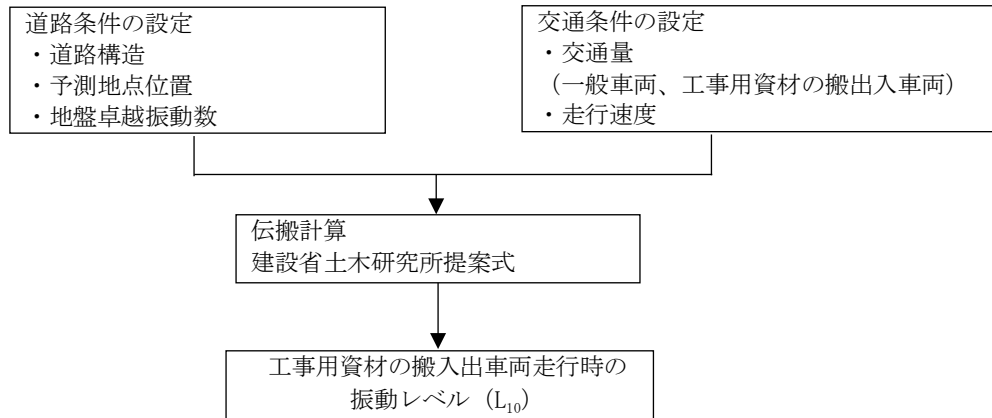 道路条件の設定
・道路構造
・予測地点位置
・地盤卓越振動数
交通条件の設定
・交通量
（一般車両、工事用資材の搬出入車両）
・走行速度
伝搬計算
建設省土木研究所提案式
工事用資材の搬入出車両走行時の
振動レベル（L₁₀）